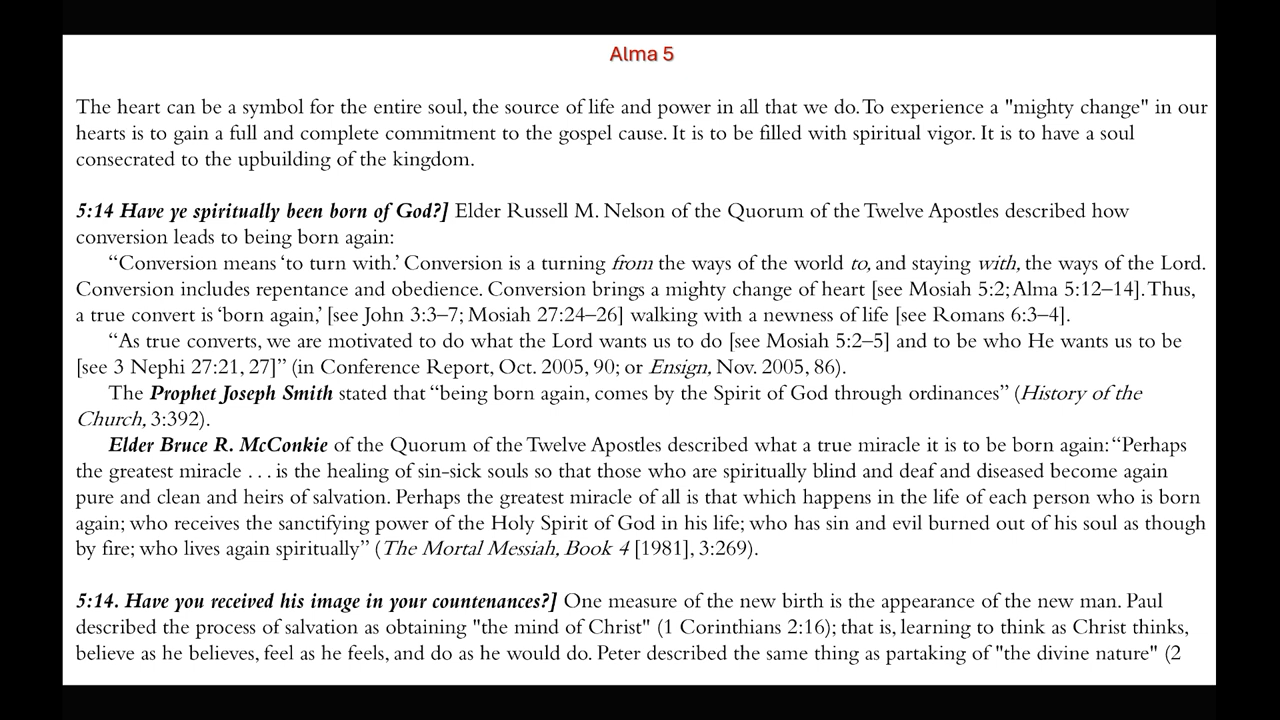 Alma 5
The heart can be a symbol for the entire soul, the source of life and power in all that we do. To experience a "mighty change" in our
hearts is to gain a full and complete commitment to the gospel cause. It is to be filled with spiritual vigor. It is to have a soul
consecrated to the upbuilding of the kingdom.
5:14 Have ye spiritually been born of God?] Elder Russell M. Nelson of the Quorum of the Twelve Apostles described how
conversion leads to being born again:
“Conversion means ‘to turn with.’ Conversion is a turning from the ways of the world to, and staying with, the ways of the Lord.
Conversion includes repentance and obedience. Conversion brings a mighty change of heart [see Mosiah 5:2; Alma 5:12–14]. Thus,
a true convert is ‘born again,’ [see John 3:3–7; Mosiah 27:24–26] walking with a newness of life [see Romans 6:3–4].
“As true converts, we are motivated to do what the Lord wants us to do [see Mosiah 5:2–5] and to be who He wants us to be
[see 3 Nephi 27:21, 27]” (in Conference Report, Oct. 2005, 90; or Ensign, Nov. 2005, 86).
The Prophet Joseph Smith stated that “being born again, comes by the Spirit of God through ordinances” (History of the
Church, 3:392).
Elder Bruce R. McConkie of the Quorum of the Twelve Apostles described what a true miracle it is to be born again: “Perhaps
the greatest miracle . . . is the healing of sin-sick souls so that those who are spiritually blind and deaf and diseased become again
pure and clean and heirs of salvation. Perhaps the greatest miracle of all is that which happens in the life of each person who is born
again; who receives the sanctifying power of the Holy Spirit of God in his life; who has sin and evil burned out of his soul as though
by fire; who lives again spiritually” (The Mortal Messiah, Book 4 [1981], 3:269).
5:14. Have you received his image in your countenances?] One measure of the new birth is the appearance of the new man. Paul
described the process of salvation as obtaining "the mind of Christ" (1 Corinthians 2:16); that is, learning to think as Christ thinks,
believe as he believes, feel as he feels, and do as he would do. Peter described the same thing as partaking of "the divine nature" (2